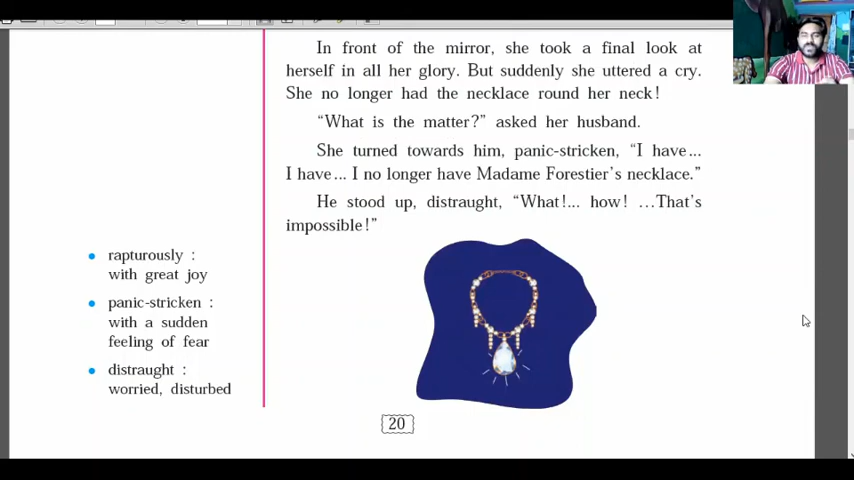 In front of the mirror, she took a final look at
herself in all her glory. But suddenly she uttered a cry.
She no longer had the necklace round her neck!
“What is the matter?” asked her husband.
She turned towards him, panic-stricken, “I have...
I have... I no longer have Madame Forestier’s necklace.”
He stood up, distraught, “What!... how! ...That’s
impossible!”
rapturously :
with great joy
panic-stricken :
with a sudden
feeling of fear
distraught :
worried, disturbed
20